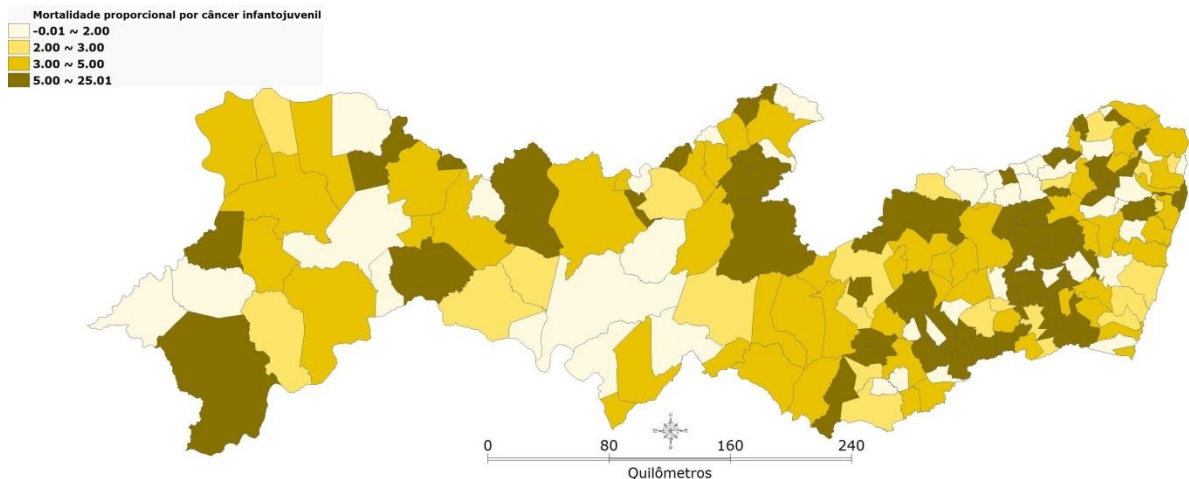 Mortalidade proporcional por câncer infantojuvenil
-0.01 ~ 2.00
2.00 ~ 3.00
3.00 ~ 5.00
5.00 ~ 25.01
0 80 160 240
Quilômetros